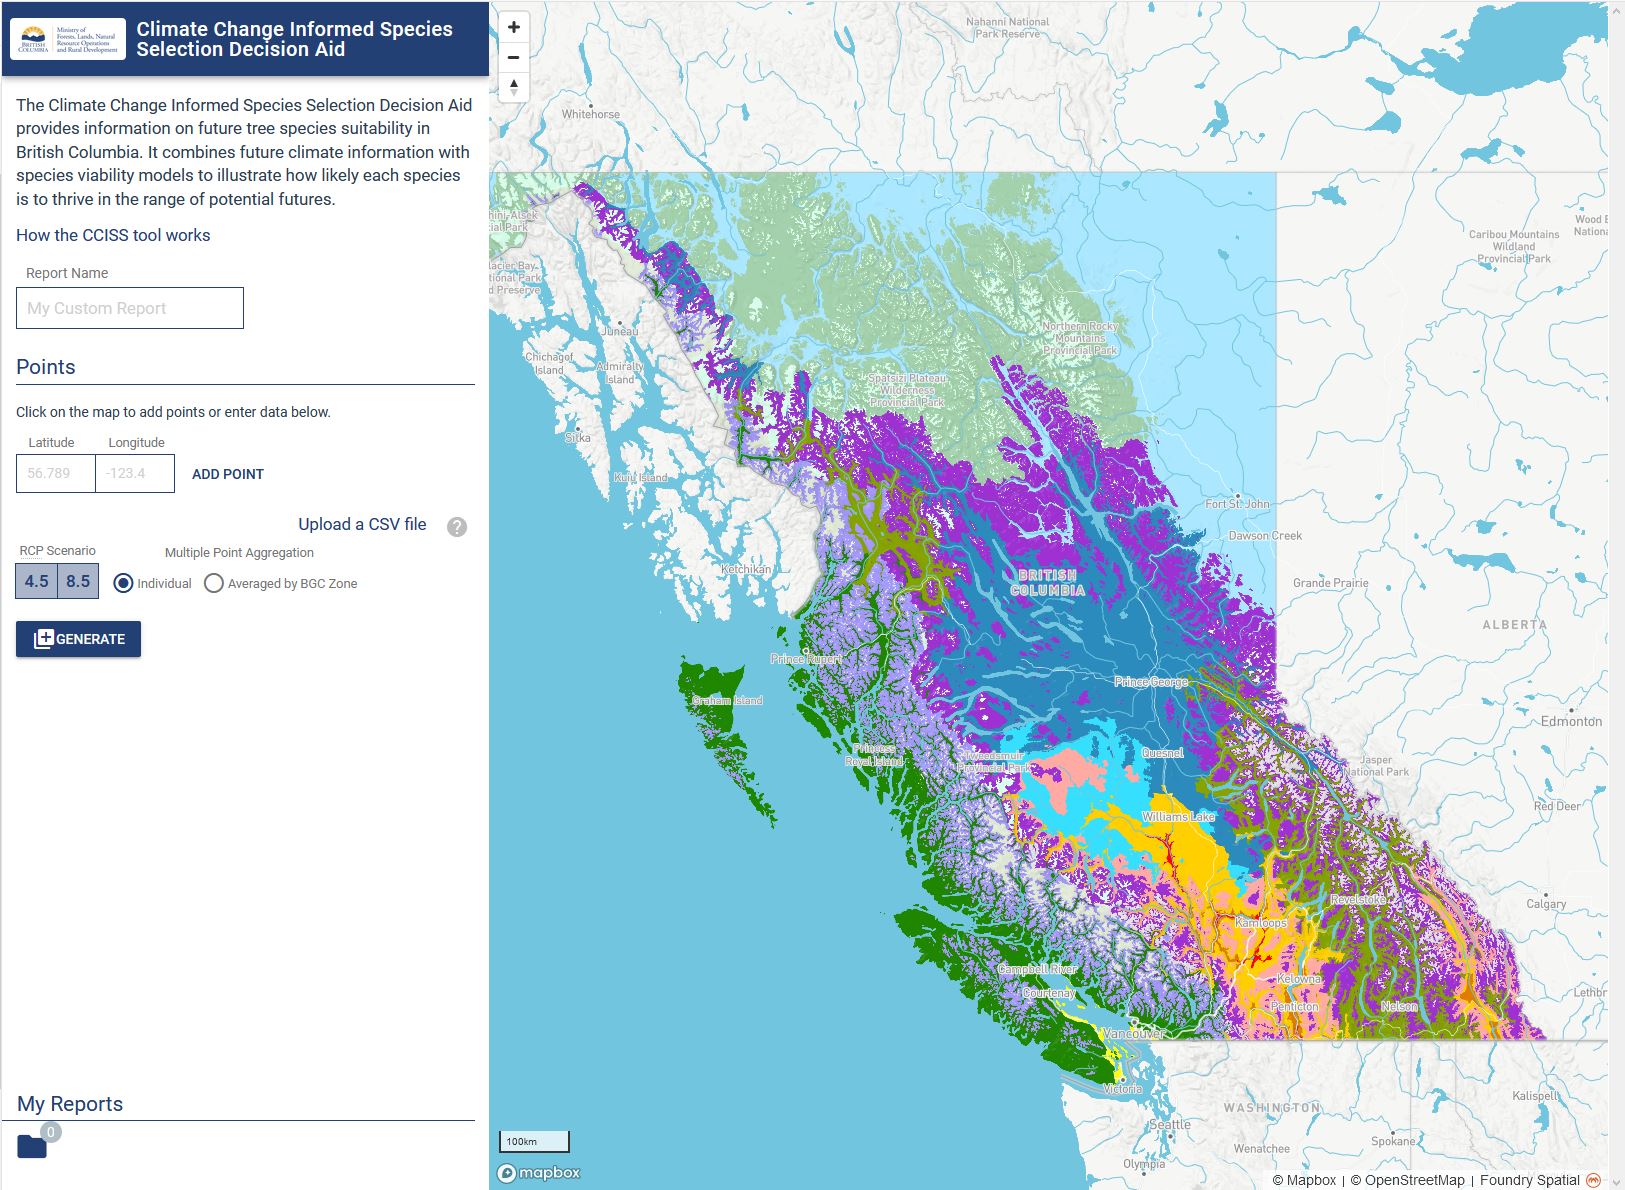 BRITISH
COLUMBIA
Ministry of
Forests, Lands, Natural
Resource Operations
and Rural Development
Climate Change Informed Species
Selection Decision Aid
The Climate Change Informed Species Selection Decision Aid
provides information on future tree species suitability in
British Columbia. It combines future climate information with
species viability models to illustrate how likely each species
is to thrive in the range of potential futures.
How the CCISS tool works
Report Name
My Custom Report
Points
Click on the map to add points or enter data below.
Latitude Longitude
56.789 -123.4 ADD POINT
Upload a CSV file ?
RCP Scenario Multiple Point Aggregation
4.5 8.5 Individual Averaged by BGC Zone
GENERATE
My Reports
0
Nahanni National
Park Reserve
Whitehorse
Caribou Mountains
Wildland
Provincial Park
Wood B
Nationa
hini-Alsek
ial Park
lacier Bay
tional Park
d Preserve
Juneau
Chichagof
Island
Admiralty
Island
Sitka
Kuiu Island
Ketchikan
Northern Rocky
Mountains
Provincial Park
Spatsizi Plateau
Wilderness
Provincial Park
Fort St. John
Dawson Creek
Grande Prairie
BRITISH
COLUMBIA
ALBERTA
Prince Rupert
Graham Island
Prince George
Edmonton
Princess
Royal Island
Tweedsmuir
Provincial Park
Quesnel
Jasper
National Park
Williams Lake
Red Deer
Revelstoke
Calgary
Kamloops
Campbell River
Courtenay
Kelowna
Penticton
Nelson
Lethbr
Vancouver
Victoria
WASHINGTON
Kalispell
Seattle
Spokane
Wenatchee
Olympia
100km
mapbox
© Mapbox | © OpenStreetMap | Foundry Spatial